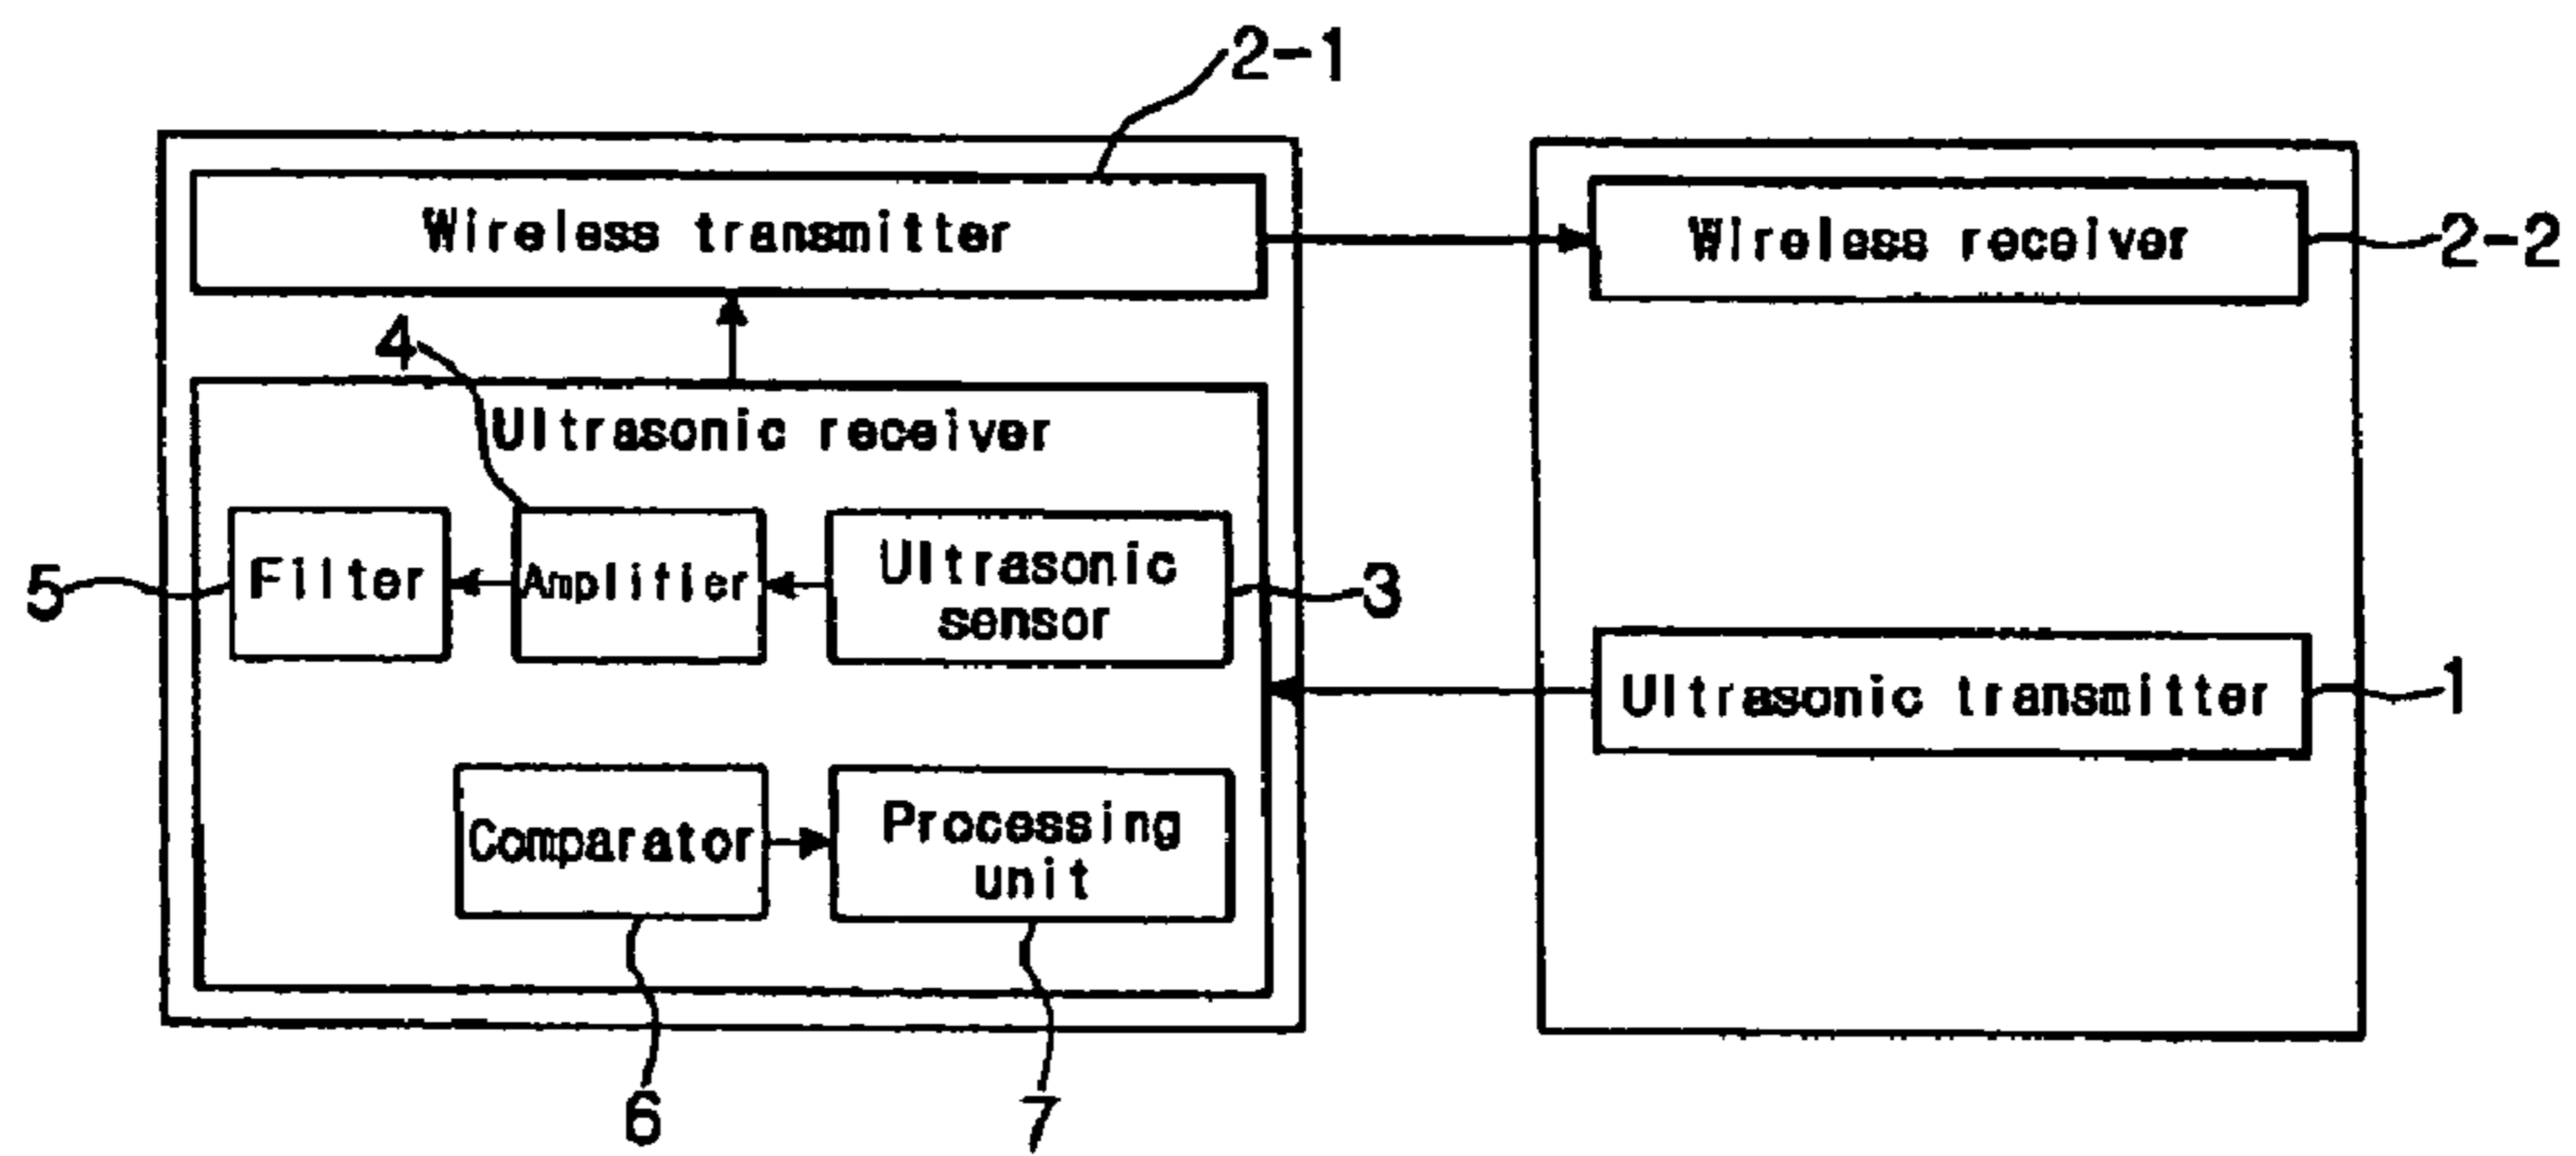 2-1
Wireless transmitter
Wireless receiver
2-2
4
Ultrasonic receiver
5
Filter
Amplifier
Ultrasonic
sensor
3
Ultrasonic transmitter
1
Comparator
Processing
unit
6
7